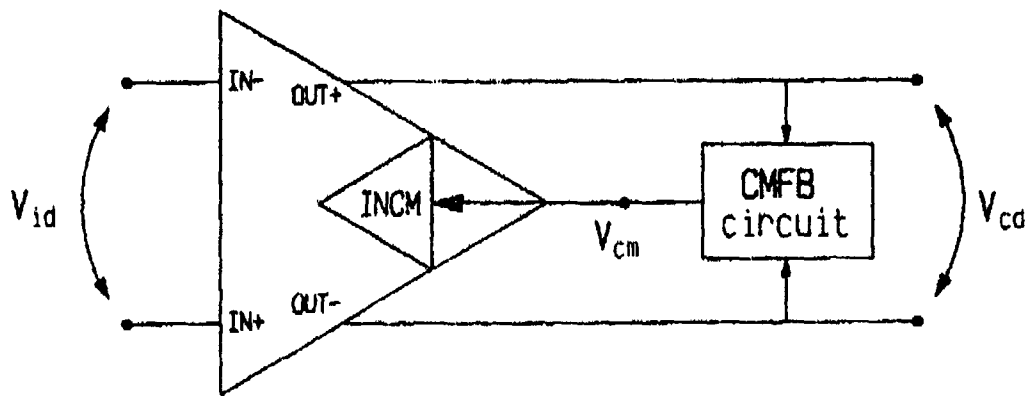 IN-
OUT+
CMFB
circuit
INCM
Vid
Vcm
Vcd
OUT-
IN+